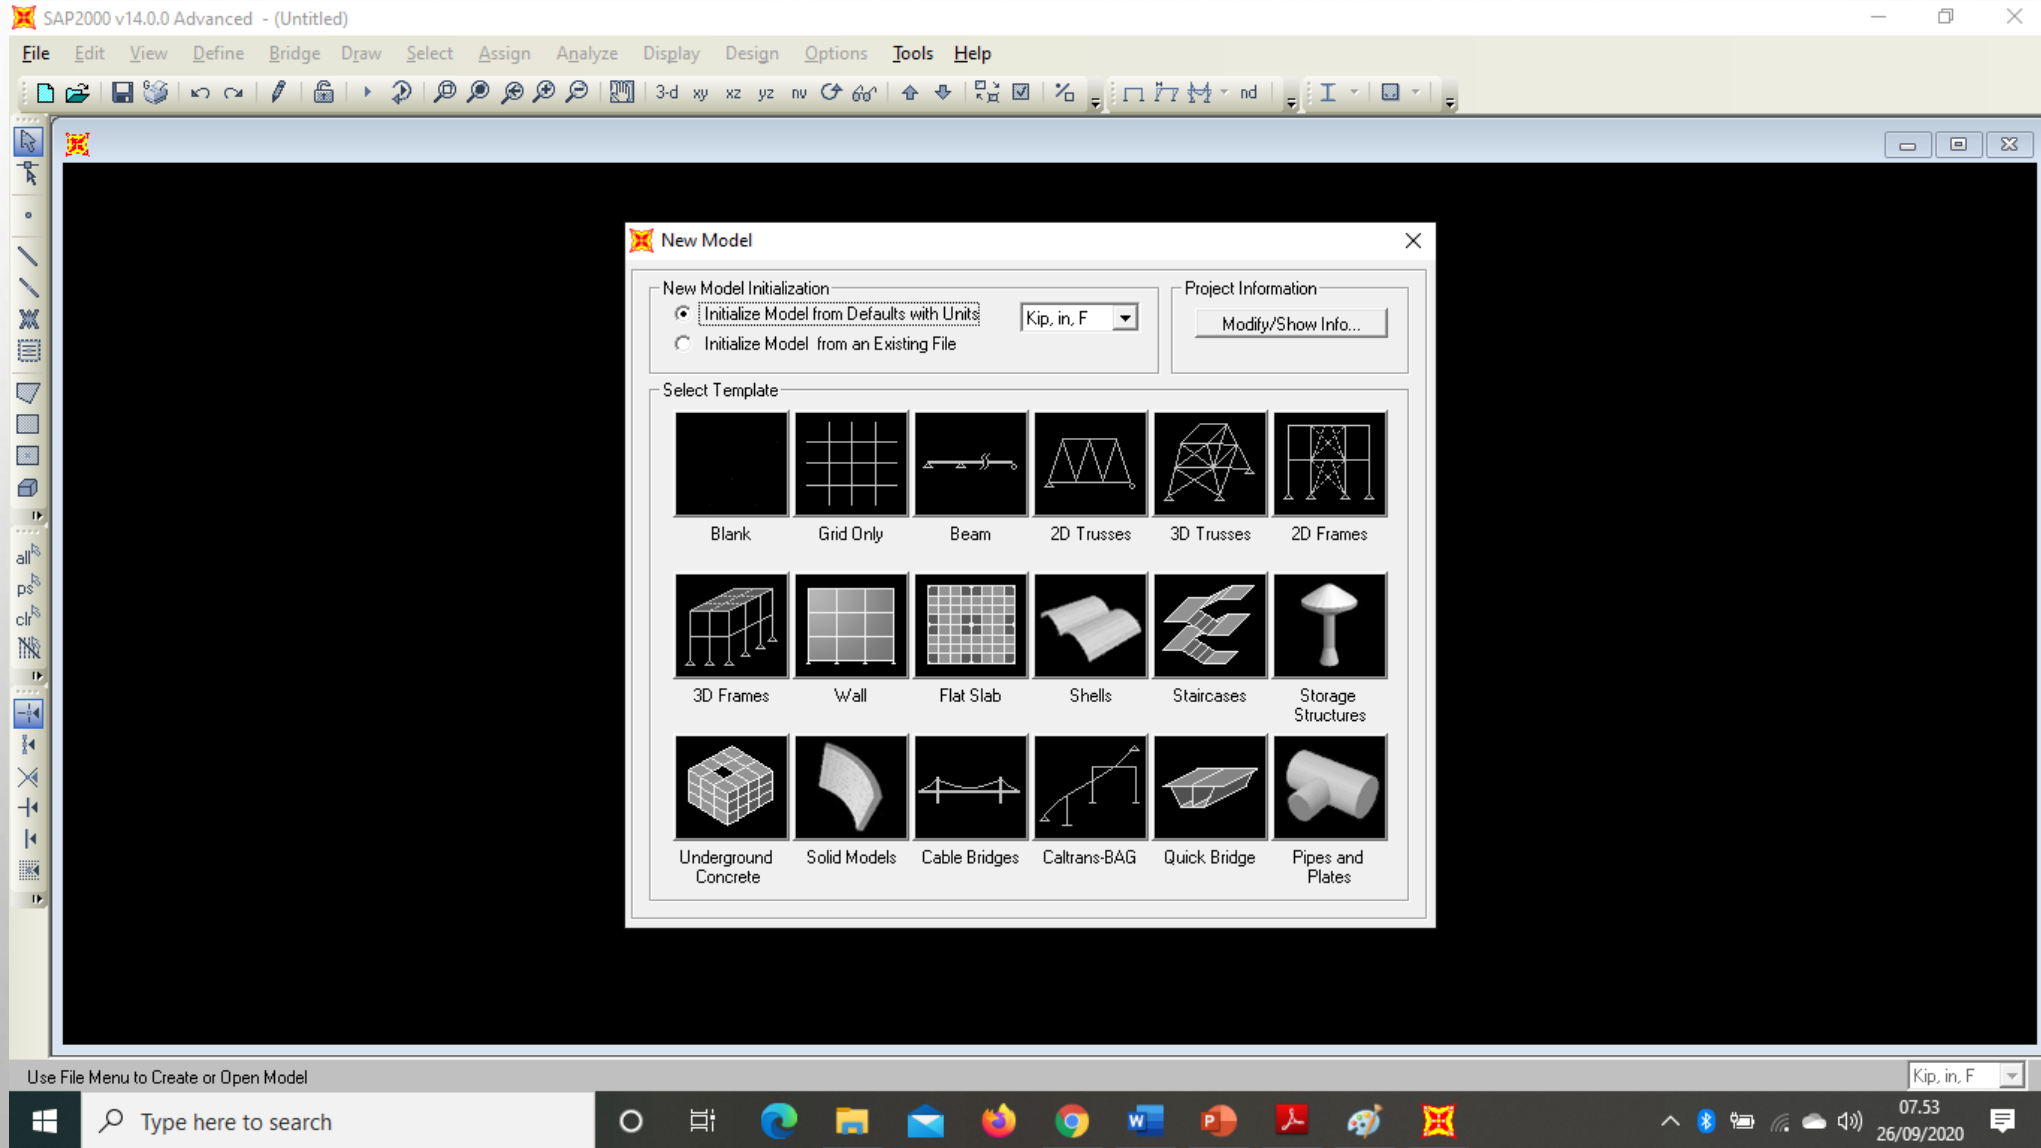 SAP2000 v14.0.0 Advanced - (Untitled)
File Edit View Define Bridge Draw Select Assign Analyze Display Design Options Tools Help
3-d xy xz yz nv nd
New Model
New Model Initialization
Project Information
Initialize Model from Defaults with Units
Kip, in, F
Modify/Show Info...
Initialize Model from an Existing File
Select Template
Blank Grid Only Beam 2D Trusses 3D Trusses 2D Frames
all
ps
clr
3D Frames Wall Flat Slab Shells Staircases Storage
Structures
Underground Solid Models Cable Bridges Caltrans-BAG Quick Bridge Pipes and
Concrete Plates
Use File Menu to Create or Open Model
Kip, in, F
Type here to search
07.53
26/09/2020